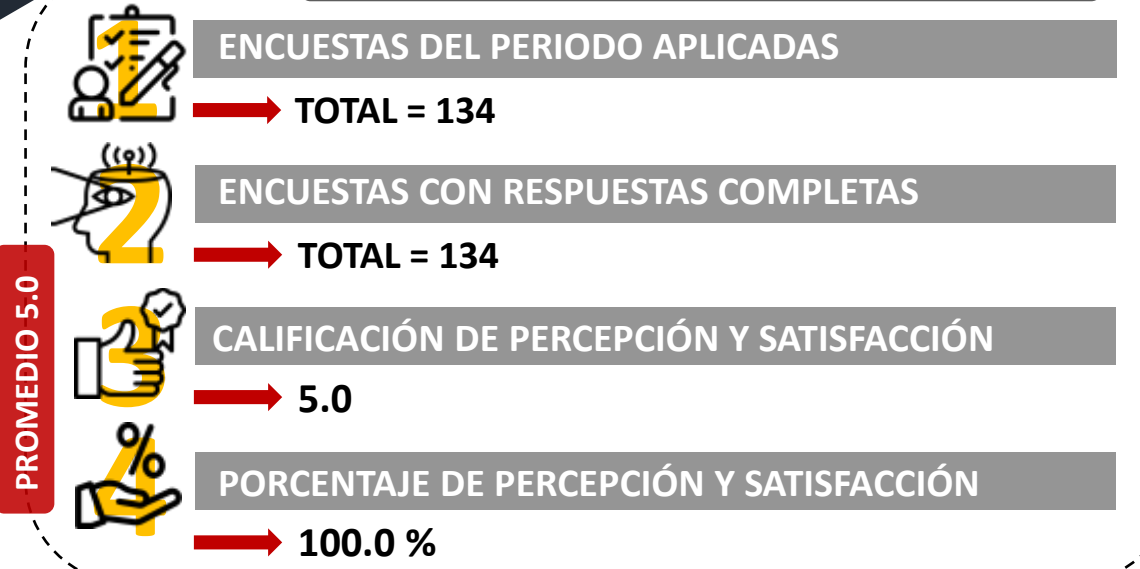 1
ENCUESTAS DEL PERIODO APLICADAS
TOTAL = 134
2
ENCUESTAS CON RESPUESTAS COMPLETAS
TOTAL = 134
PROMEDIO 5.0
3
CALIFICACIÓN DE PERCEPCIÓN Y SATISFACCIÓN
5.0
4
%
PORCENTAJE DE PERCEPCIÓN Y SATISFACCIÓN
100.0 %